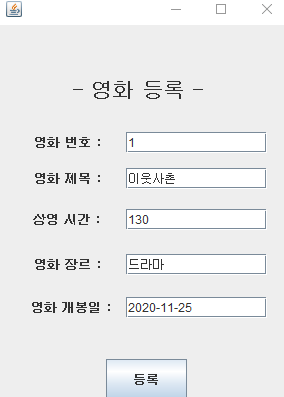 - 영화 등록 -
영화 번호 : 1
영화 제목 : 이웃사촌
상영 시간 : 130
영화 장르 : 드라마
영화 개봉일 : 2020-11-25
등록